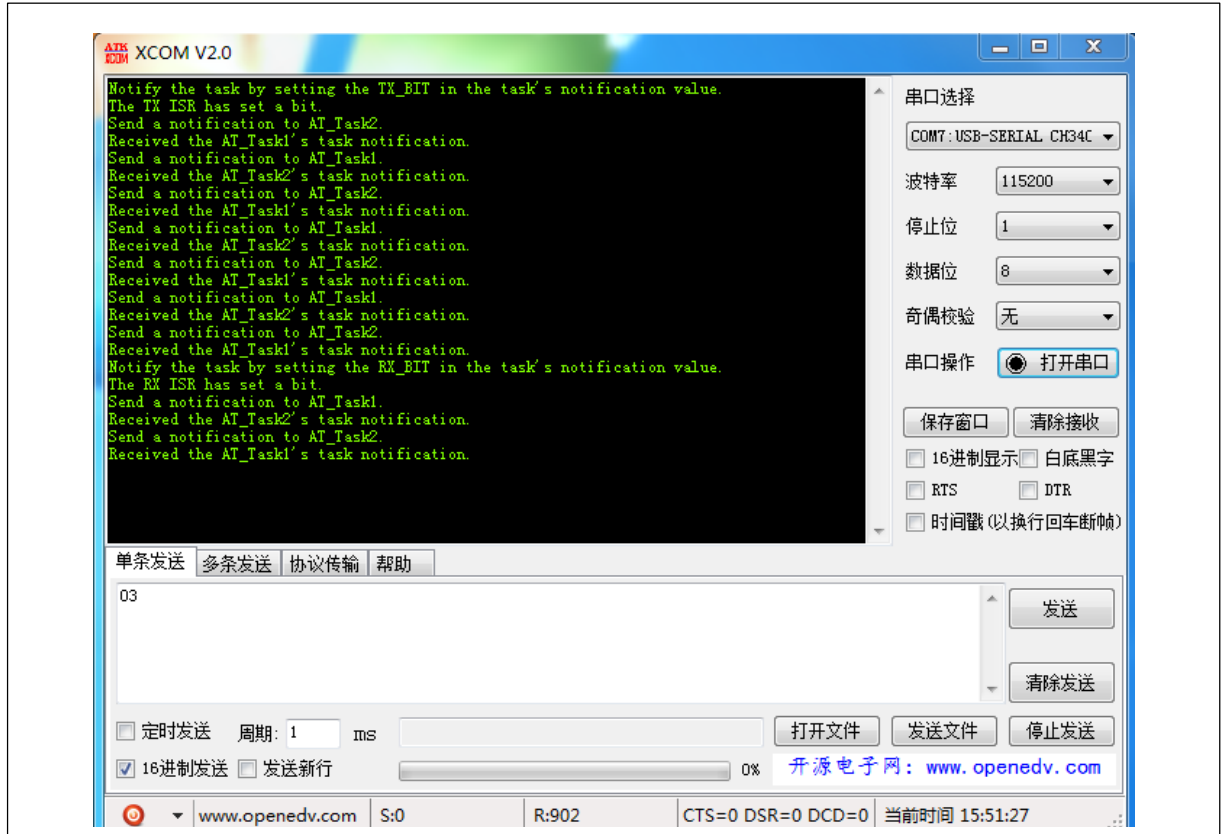 XCOM V2.0
Notify the task by setting the TX_BIT in the task's notification value.
The TX ISR has set a bit.
Send a notification to AT_Task2.
Received the AT_Task1's task notification.
Send a notification to AT_Task1.
Received the AT_Task2's task notification.
Send a notification to AT_Task2.
Received the AT_Task1's task notification.
Send a notification to AT_Task1.
Received the AT_Task2's task notification.
Send a notification to AT_Task2.
Received the AT_Task1's task notification.
Send a notification to AT_Task1.
Received the AT_Task2's task notification.
Send a notification to AT_Task2.
Received the AT_Task1's task notification.
Notify the task by setting the RX_BIT in the task's notification value.
The RX ISR has set a bit.
Send a notification to AT_Task1.
Received the AT_Task2's task notification.
Send a notification to AT_Task2.
Received the AT_Task1's task notification.
串口选择
COM7:USB-SERIAL CH34C
波特率 115200
停止位 1
数据位 8
奇偶校验 无
串口操作 打开串口
保存窗口 清除接收
16进制显示 白底黑字
RTS DTR
时间戳(以换行回车断帧)
单条发送 多条发送 协议传输 帮助
03
发送
清除发送
定时发送 周期: 1 ms 打开文件 发送文件 停止发送
16进制发送 发送新行 0% 开源电子网: www.openedv.com
www.openedv.com S:0 R:902 CTS=0 DSR=0 DCD=0 当前时间 15:51:27